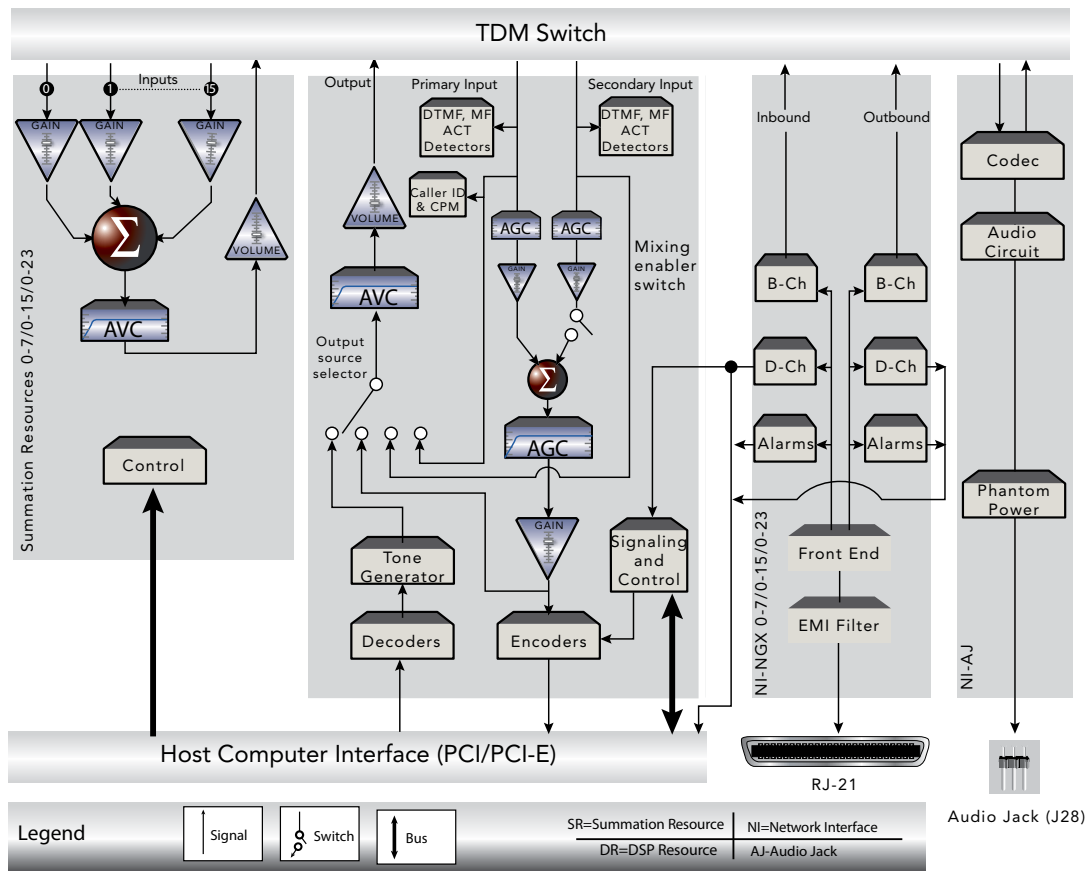 TDM Switch
Inputs
0
1
15
GAIN
GAIN
GAIN
Σ
VOLUME
AVC
Control
Summation Resources 0-7/0-15/0-23
Output
Primary Input
Secondary Input
DTMF, MF
ACT
Detectors
DTMF, MF
ACT
Detectors
Caller ID
& CPM
VOLUME
AGC
AGC
Mixing
enabler
switch
GAIN
GAIN
AVC
Output
source
selector
Σ
AGC
GAIN
Signaling
and
Control
Tone
Generator
Decoders
Encoders
Inbound
Outbound
B-Ch
B-Ch
D-Ch
D-Ch
Alarms
Alarms
Front End
EMI Filter
NI-NGX 0-7/0-15/0-23
Codec
Audio
Circuit
Phantom
Power
NI-AJ
Host Computer Interface (PCI/PCI-E)
RJ-21
Audio Jack (J28)
Legend
Signal
Switch
Bus
SR=Summation Resource
NI=Network Interface
DR=DSP Resource
AJ-Audio Jack